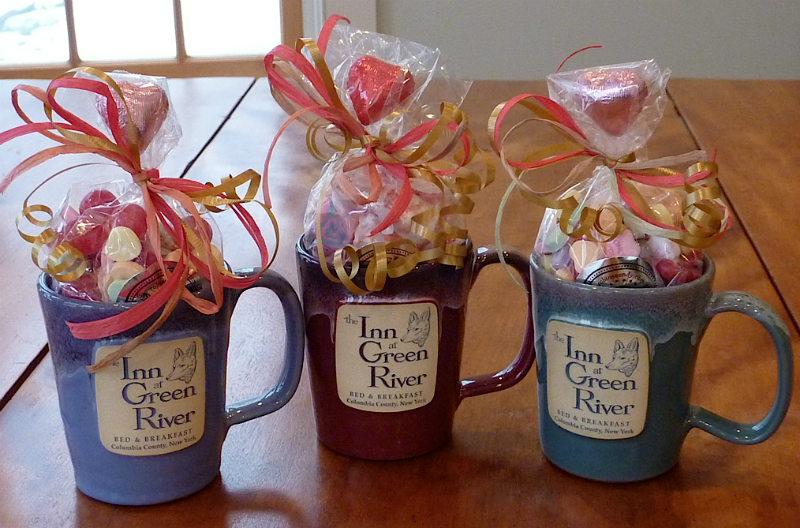 the
Inn
at
Green
River
BED & BREAKFAST
Columbia County, New York
the
Inn
at
Green
River
BED & BREAKFAST
Columbia County, New York
the
Inn
at
Green
River
BED & BREAKFAST
Columbia County, New York